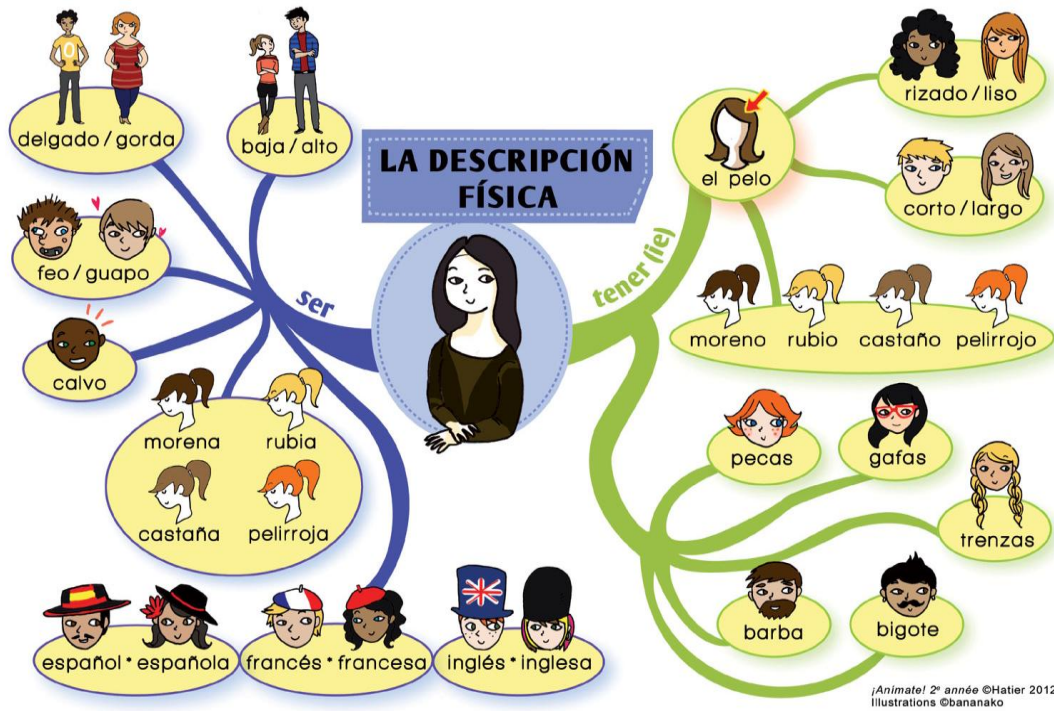 LA DESCRIPCIÓN
FÍSICA
ser
delgado / gorda
baja / alto
feo / guapo
calvo
morena
rubia
castaña
pelirroja
español * española
francés * francesa
inglés * inglesa
tener (ie)
el pelo
rizado / liso
corto / largo
moreno
rubio
castaño
pelirrojo
pecas
gafas
trenzas
barba
bigote
¡Animate! 2e année ©Hatier 2012
Illustrations ©bananako